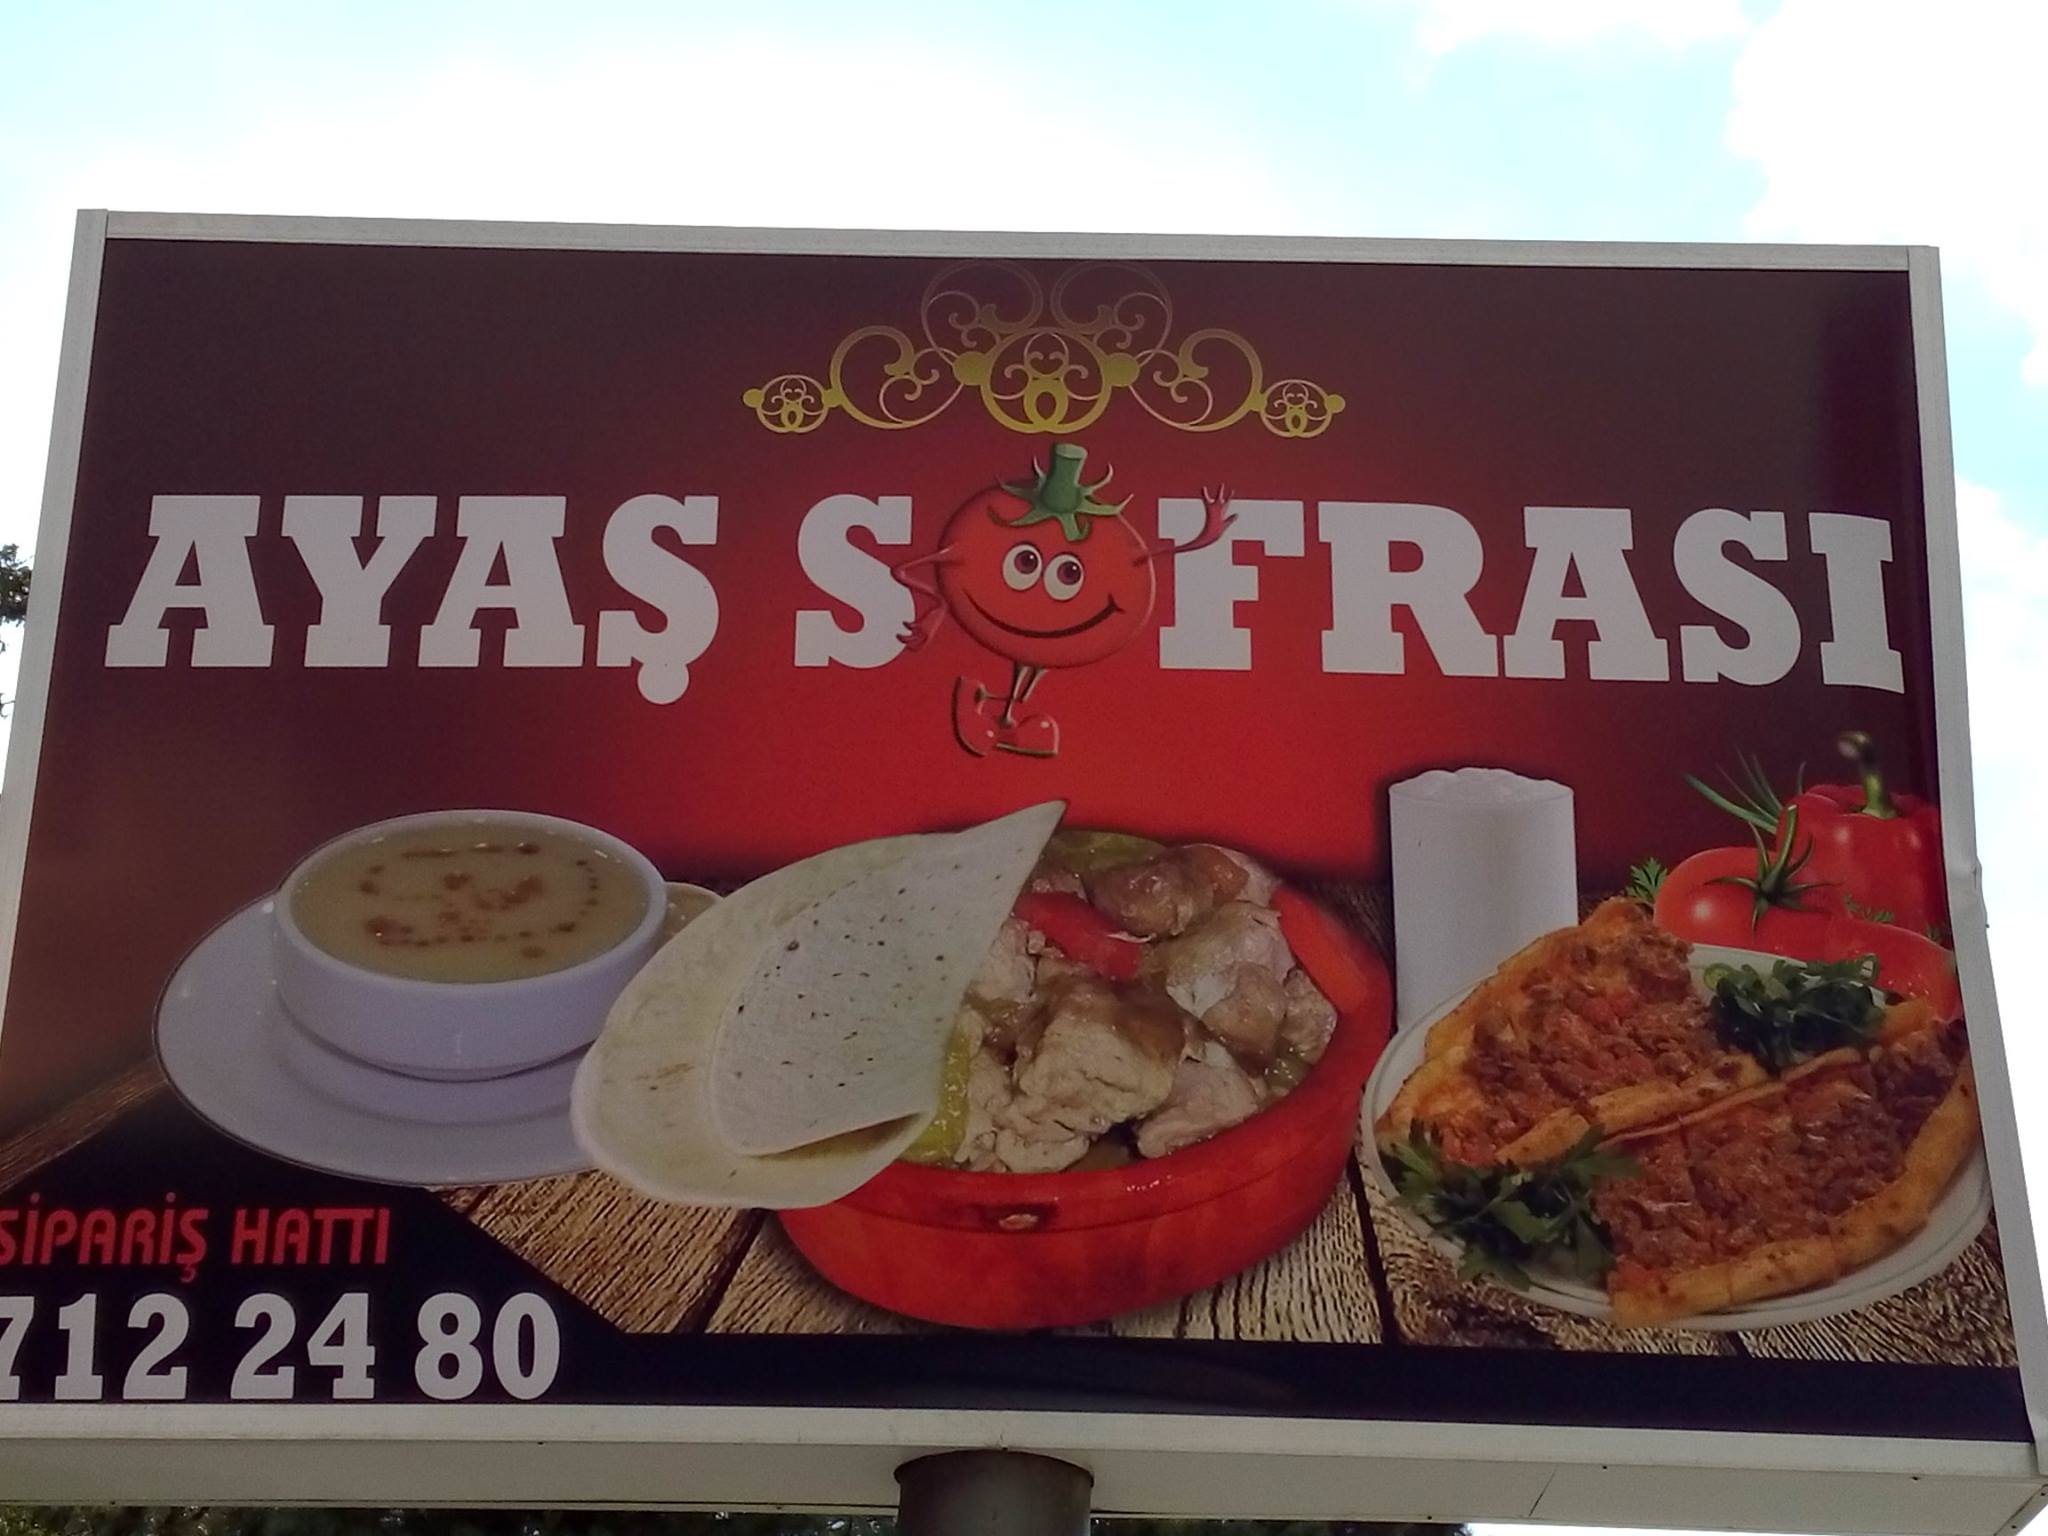 AYAŞ SOFRASI
SİPARİŞ HATTI
712 24 80